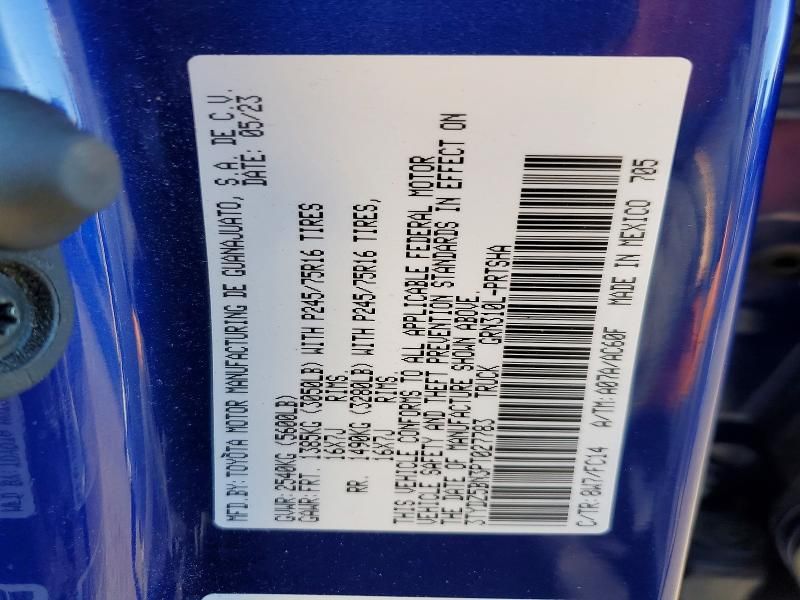 MFD.BY: TOYOTA MOTOR MANUFACTURING DE GUANAJUATO, S.A. DE C.V.
DATE: 05/23
GVWR: 2540KG (5600LB)
GAWR: FRT. 1385KG (3050LB) WITH P245/75R16 TIRES
16X7J RIMS.
RR. 1490KG (3280LB) WITH P245/75R16 TIRES,
16X7J RIMS.
THIS VEHICLE CONFORMS TO ALL APPLICABLE FEDERAL MOTOR
VEHICLE SAFETY AND THEFT PREVENTION STANDARDS IN EFFECT ON
THE DATE OF MANUFACTURE SHOWN ABOVE.
3TYDZ5BNXPT027783 TRUCK GRN310L-PRTSHA
C/TR: 8W7/FC14 A/TM: A07A/AC60F MADE IN MEXICO 705